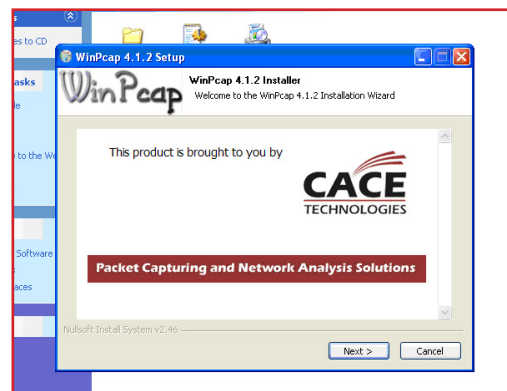 s
es to CD
asks
le
e to the We
Software
s
aces
WinPcap 4.1.2 Setup
WinPcap
WinPcap 4.1.2 Installer
Welcome to the WinPcap 4.1.2 Installation Wizard
This product is brought to you by
CACE
TECHNOLOGIES
Packet Capturing and Network Analysis Solutions
Nullsoft Install System v2.46
Next >
Cancel